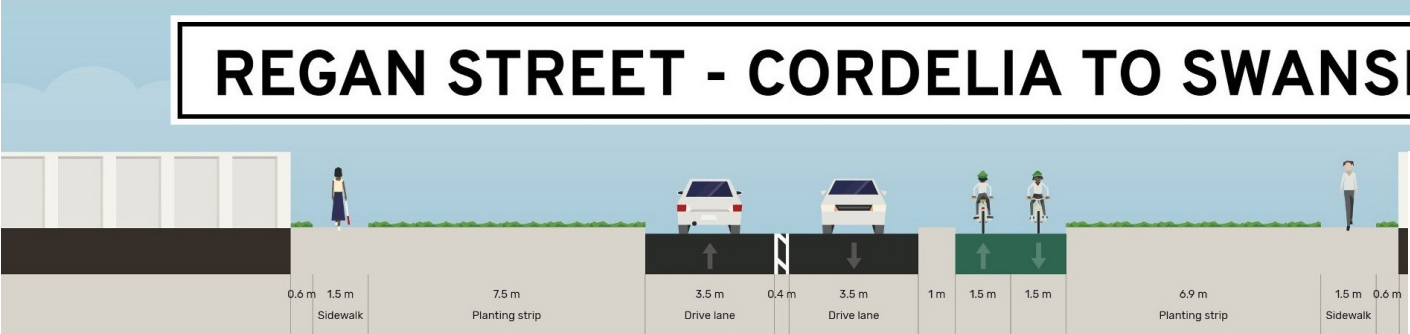 REGAN STREET - CORDELIA TO SWANS
0.6 m 1.5 m 7.5 m 3.5 m 0.4 m 3.5 m 1 m 1.5 m 1.5 m 6.9 m 1.5 m 0.6 m
Sidewalk Planting strip Drive lane Drive lane Planting strip Sidewalk